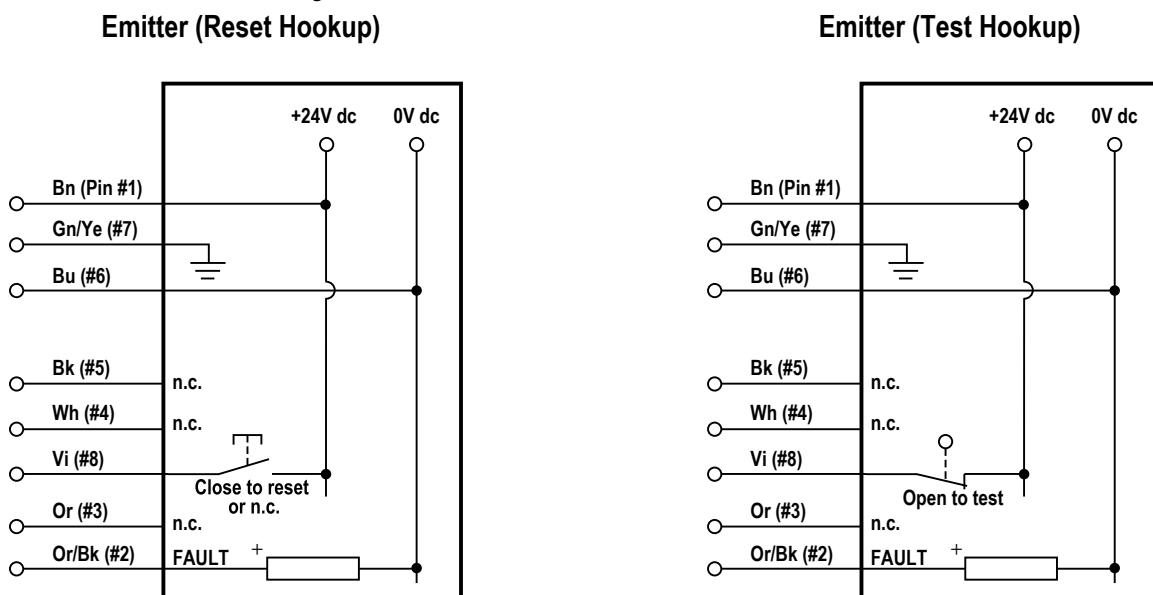 Emitter (Reset Hookup)
+24V dc 0V dc
Bn (Pin #1)
Gn/Ye (#7)
Bu (#6)
Bk (#5)
n.c.
Wh (#4)
n.c.
Vi (#8)
Close to reset
or n.c.
Or (#3)
n.c.
Or/Bk (#2)
FAULT +
Emitter (Test Hookup)
+24V dc 0V dc
Bn (Pin #1)
Gn/Ye (#7)
Bu (#6)
Bk (#5)
n.c.
Wh (#4)
n.c.
Vi (#8)
Open to test
Or (#3)
n.c.
Or/Bk (#2)
FAULT +